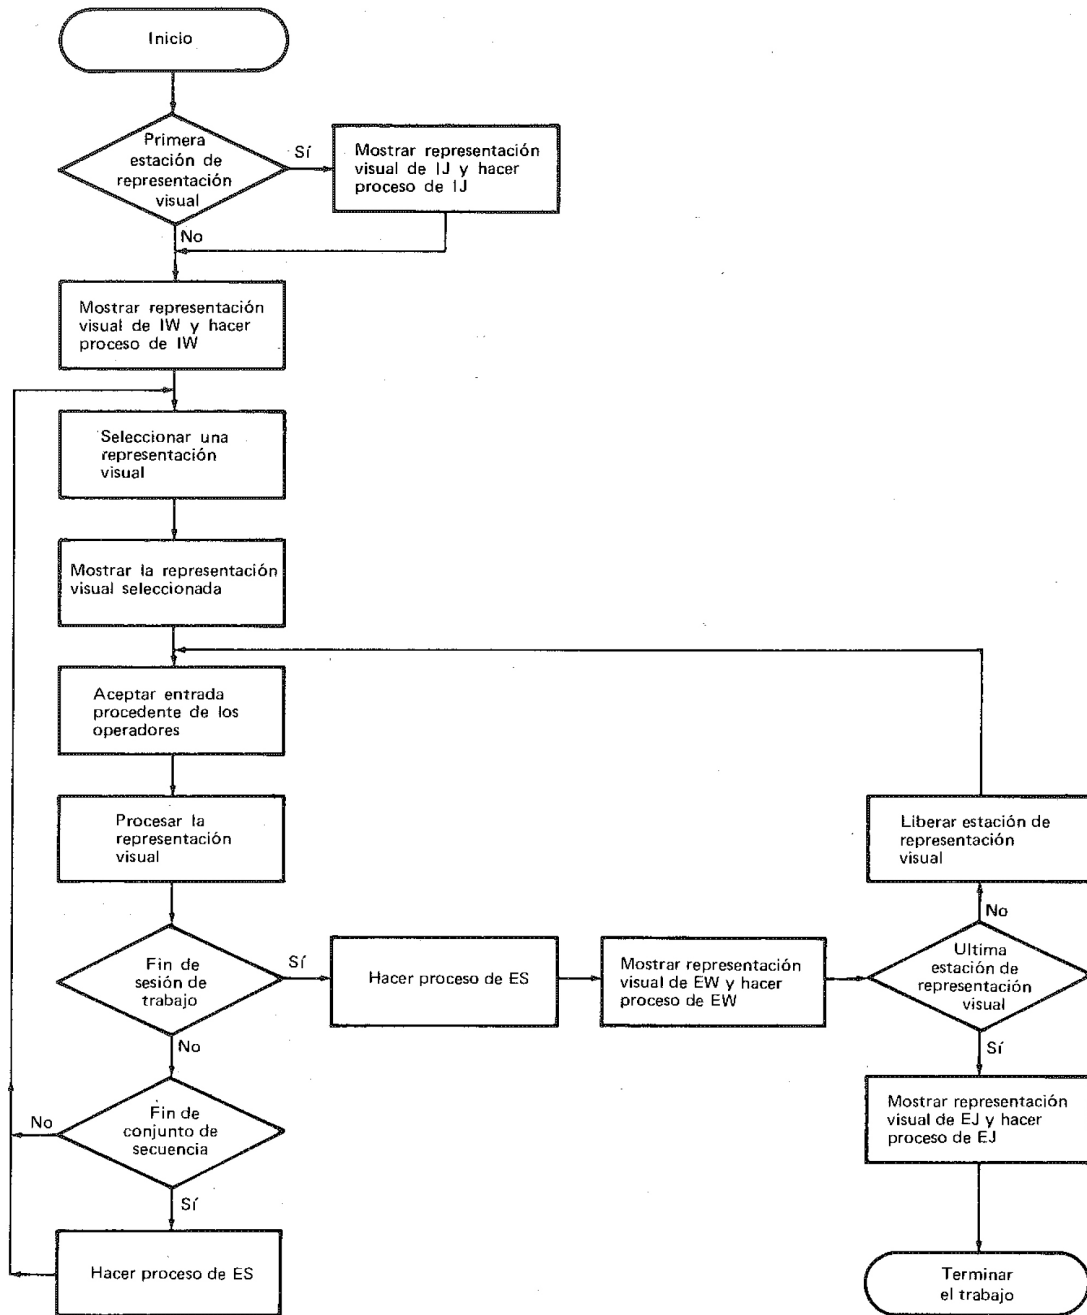 Inicio
Primera
estación de
representación
visual
Sí
Mostrar representación
visual de IJ y hacer
proceso de IJ
No
Mostrar representación
visual de IW y hacer
proceso de IW
Seleccionar una
representación
visual
Mostrar la representación
visual seleccionada
Aceptar entrada
procedente de los
operadores
Procesar la
representación
visual
Liberar estación de
representación
visual
No
Fin de
sesión de
trabajo
Sí
Hacer proceso de ES
Mostrar representación
visual de EW y hacer
proceso de EW
Ultima
estación de
representación
visual
No
Sí
Fin de
conjunto de
secuencia
No
Mostrar representación
visual de EJ y hacer
proceso de EJ
Sí
Hacer proceso de ES
Terminar
el trabajo